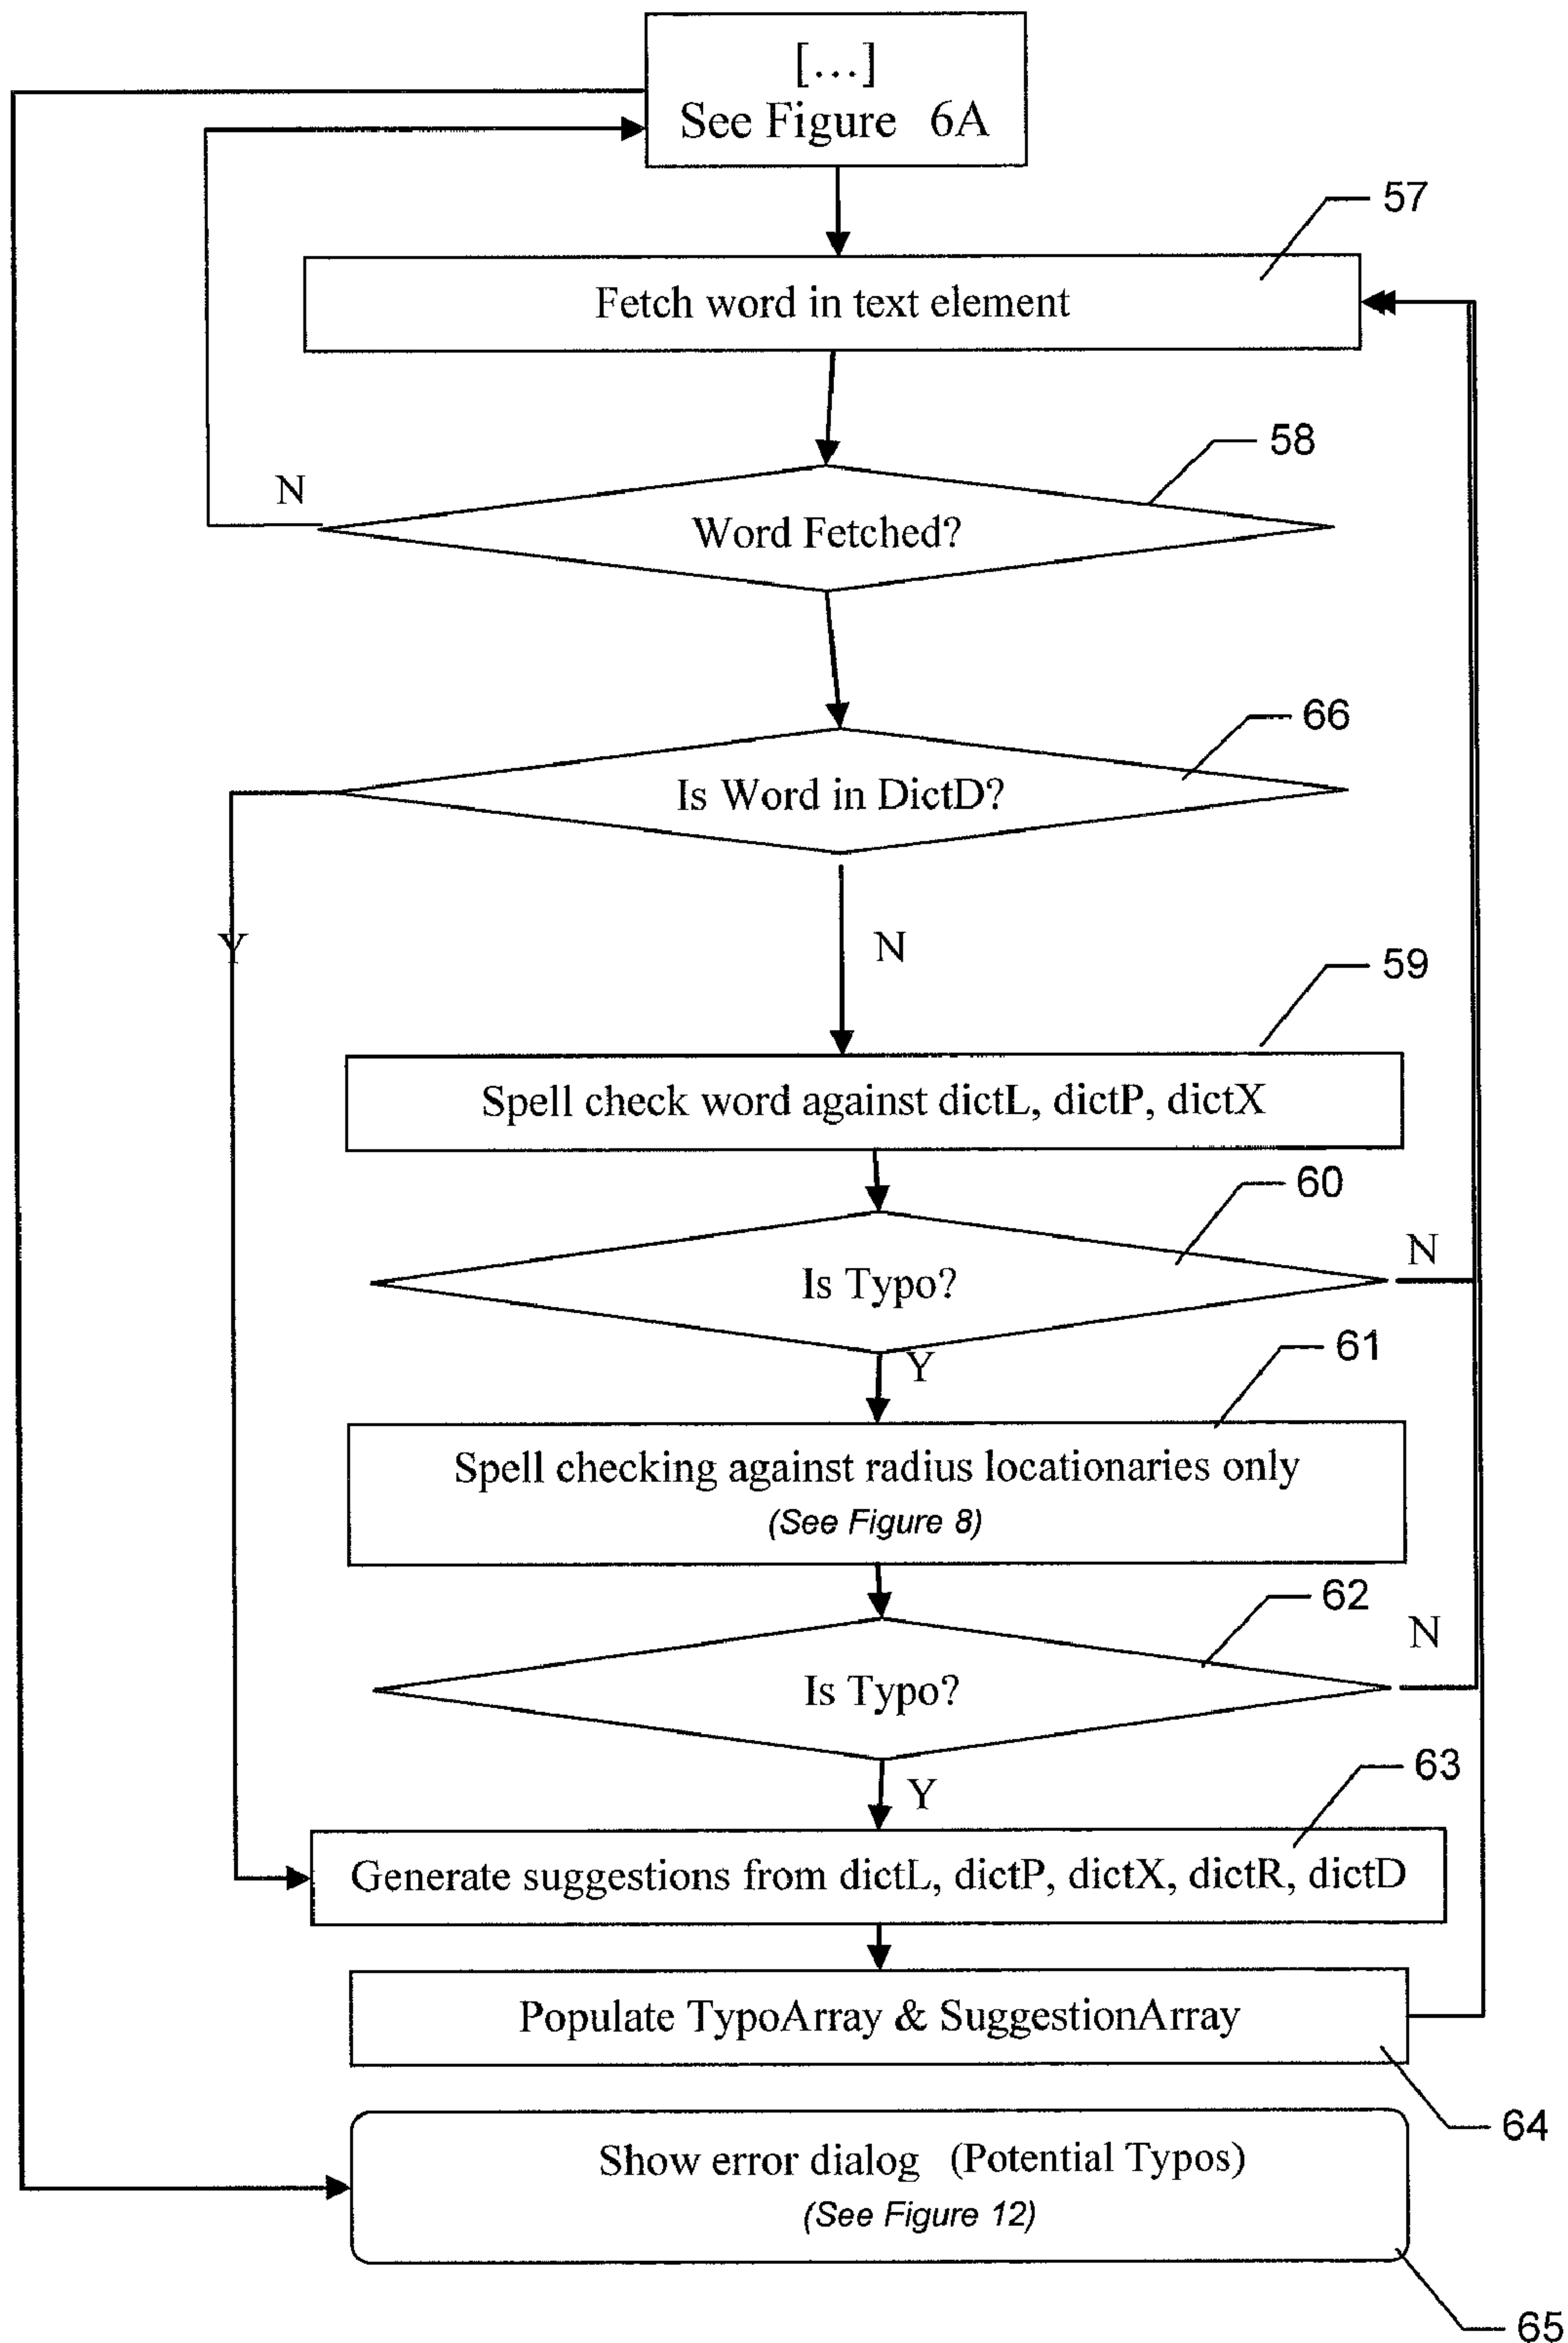 [...]
See Figure 6A
57
Fetch word in text element
58
N
Word Fetched?
66
Is Word in DictD?
Y
N
59
Spell check word against dictL, dictP, dictX
60
N
Is Typo?
Y
61
Spell checking against radius locationaries only
(See Figure 8)
62
N
Is Typo?
63
Y
Generate suggestions from dictL, dictP, dictX, dictR, dictD
Populate TypoArray & SuggestionArray
64
Show error dialog (Potential Typos)
(See Figure 12)
65